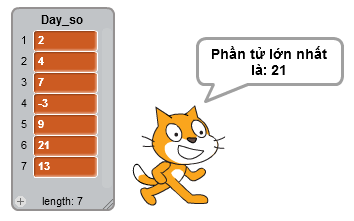 Day_so
1 2
2 4
3 7
4 -3
5 9
6 21
7 13
+ length: 7
Phần tử lớn nhất
là: 21